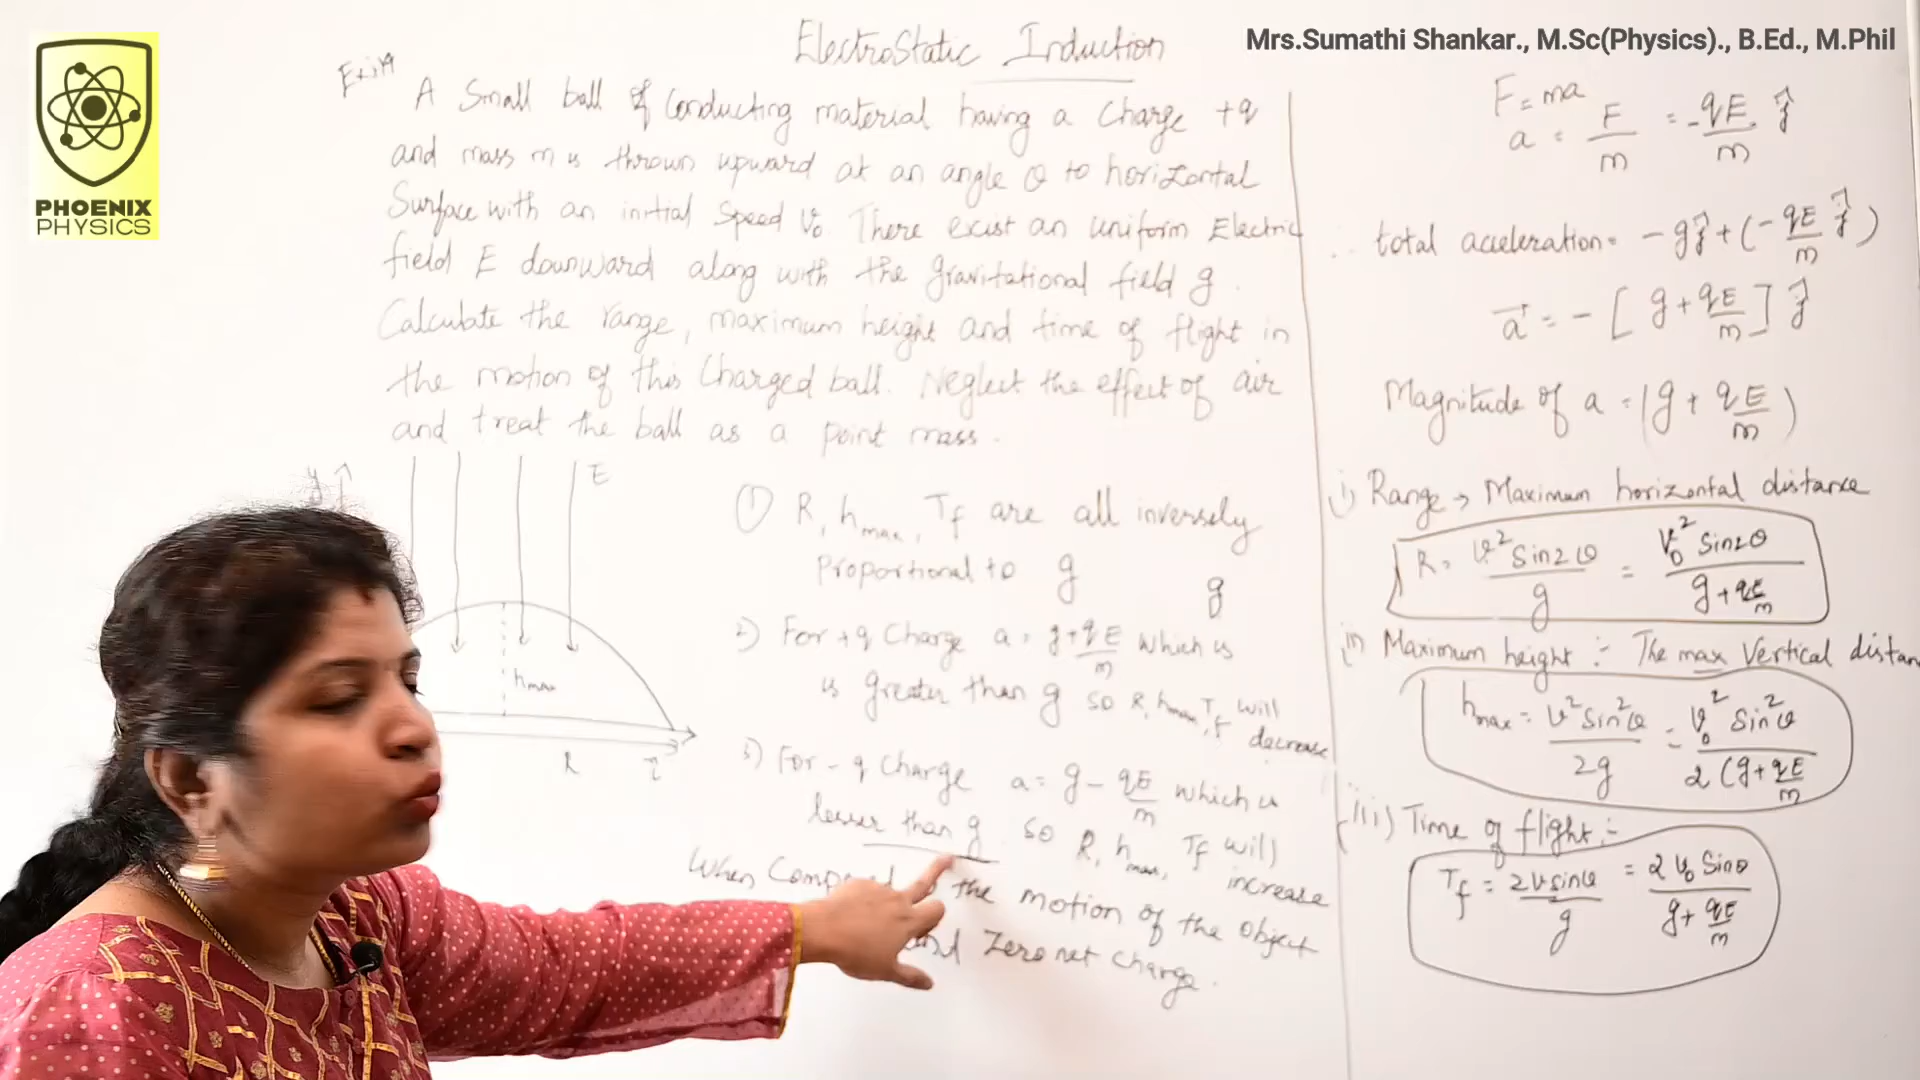 PHOENIX
PHYSICS
Mrs.Sumathi Shankar., M.Sc(Physics)., B.Ed., M.Phil
ElectroStatic Induction
A Small ball of Conducting material having a Charge +q
and mass m is thrown upward at an angle θ to horizontal
Surface with an initial Speed v₀. There exist an uniform Electric
field E downward along with the gravitational field g.
Calculate the range, maximum height and time of flight in
the motion of this Charged ball. Neglect the effect of air
and treat the ball as a point mass.
y
E
hmax
R
① R, hmax, Tf are all inversely
Proportional to g g
2) For +q Charge a = g+qE/m which is
is greater than g so R, hmax, Tf will
decrease
3) For -q Charge a = g - qE/m which is
lesser than g so R, hmax, Tf will
increase
When the motion of the object
and Zero net charge.
F = ma
a = F/m = -qE/m ĵ
∴ total acceleration = -gĵ + (-qE/m ĵ)
a⃗ = - [g + qE/m] ĵ
Magnitude of a = (g + qE/m)
i) Range → Maximum horizontal distance
R = v² Sin2θ/g = v₀² Sin2θ/g+qE/m
ii) Maximum height :- The max Vertical distan
hmax = v² Sin²θ/2g = v₀² Sin²θ/2(g+qE/m
iii) Time of flight :-
Tf = 2v sinθ/g = 2v₀ Sinθ/g+qE/m